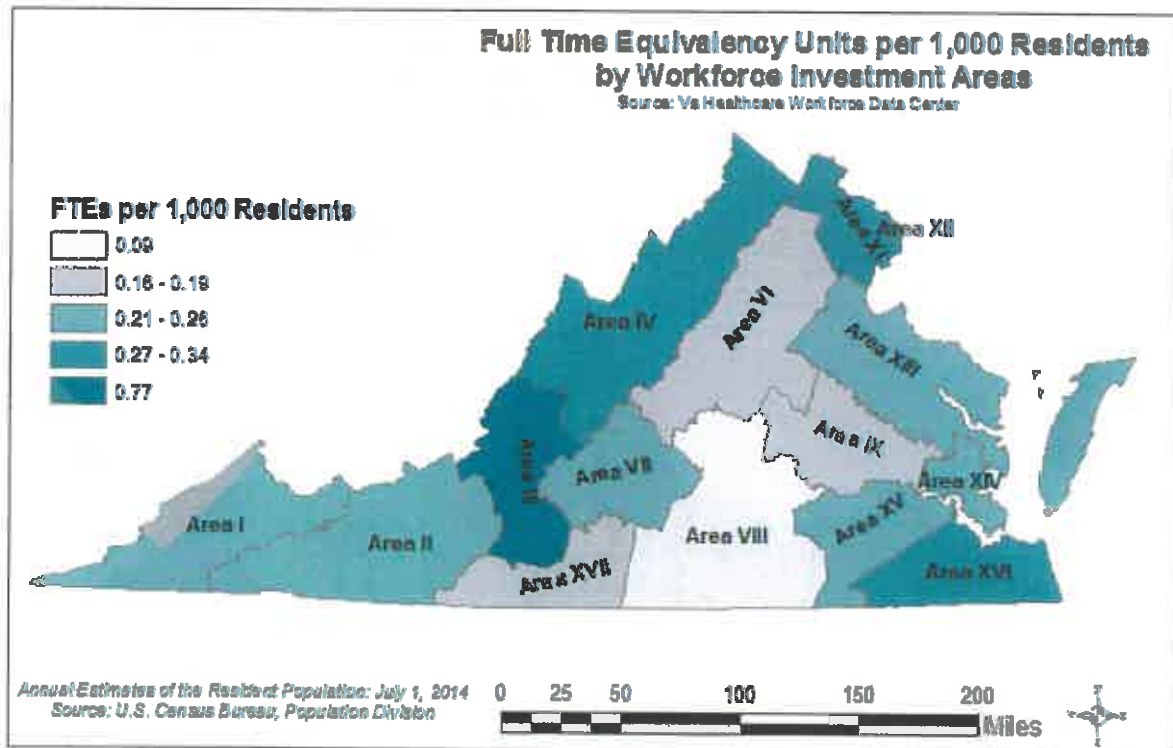 Full Time Equivalency Units per 1,000 Residents
by Workforce Investment Areas
Source: Va Healthcare Workforce Data Center
FTEs per 1,000 Residents
0.09
0.16 - 0.19
0.21 - 0.26
0.27 - 0.34
0.77
Area XII
Area XI
Area VI
Area IV
Area XIII
Area IX
Area III
Area VII
Area XIV
Area I
Area II
Area VIII
Area XV
Area XVII
Area XVI
Annual Estimates of the Resident Population: July 1, 2014
Source: U.S. Census Bureau, Population Division
0 25 50 100 150 200
Miles